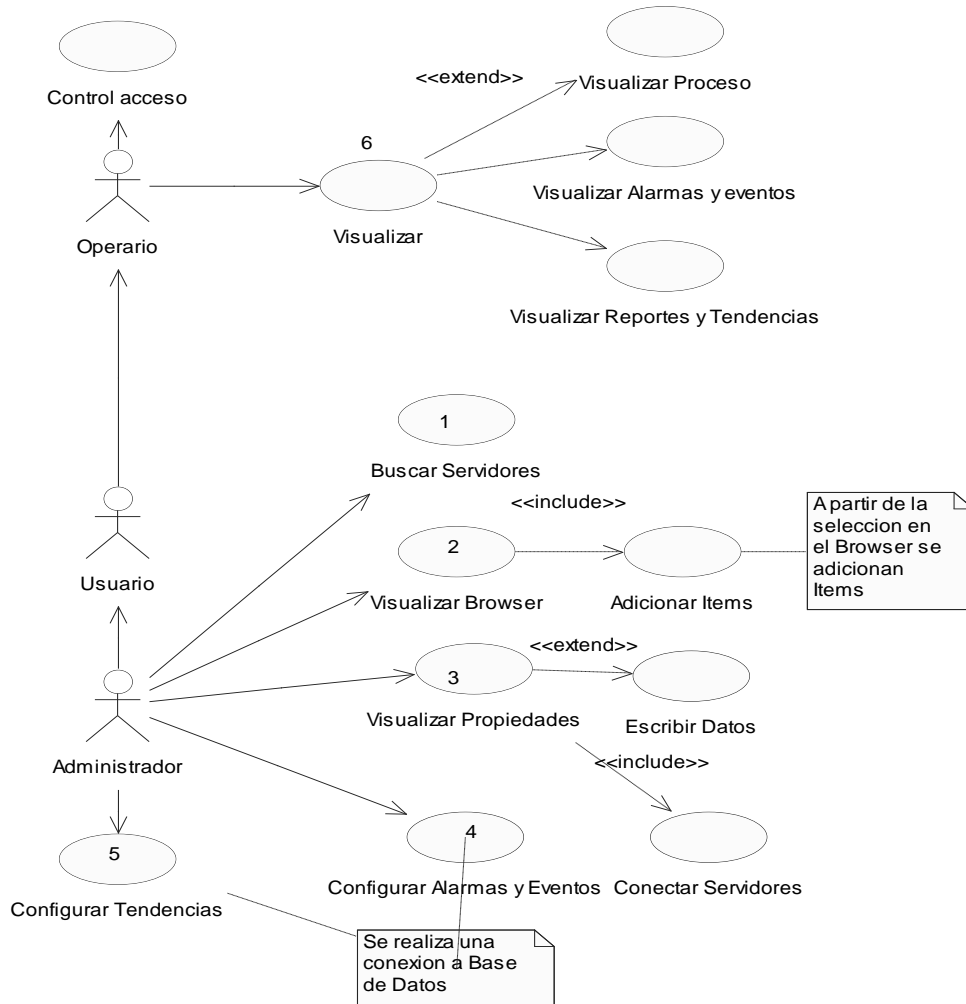 <<extend>>
Visualizar Proceso
Control acceso
6
Visualizar Alarmas y eventos
Operario
Visualizar
Visualizar Reportes y Tendencias
1
Buscar Servidores
<<include>>
A partir de la
seleccion en
el Browser se
adicionan
Items
2
Usuario
Visualizar Browser
Adicionar Items
<<extend>>
3
Visualizar Propiedades
Escribir Datos
Administrador
<<include>>
4
5
Configurar Alarmas y Eventos
Conectar Servidores
Configurar Tendencias
Se realiza una
conexion a Base
de Datos